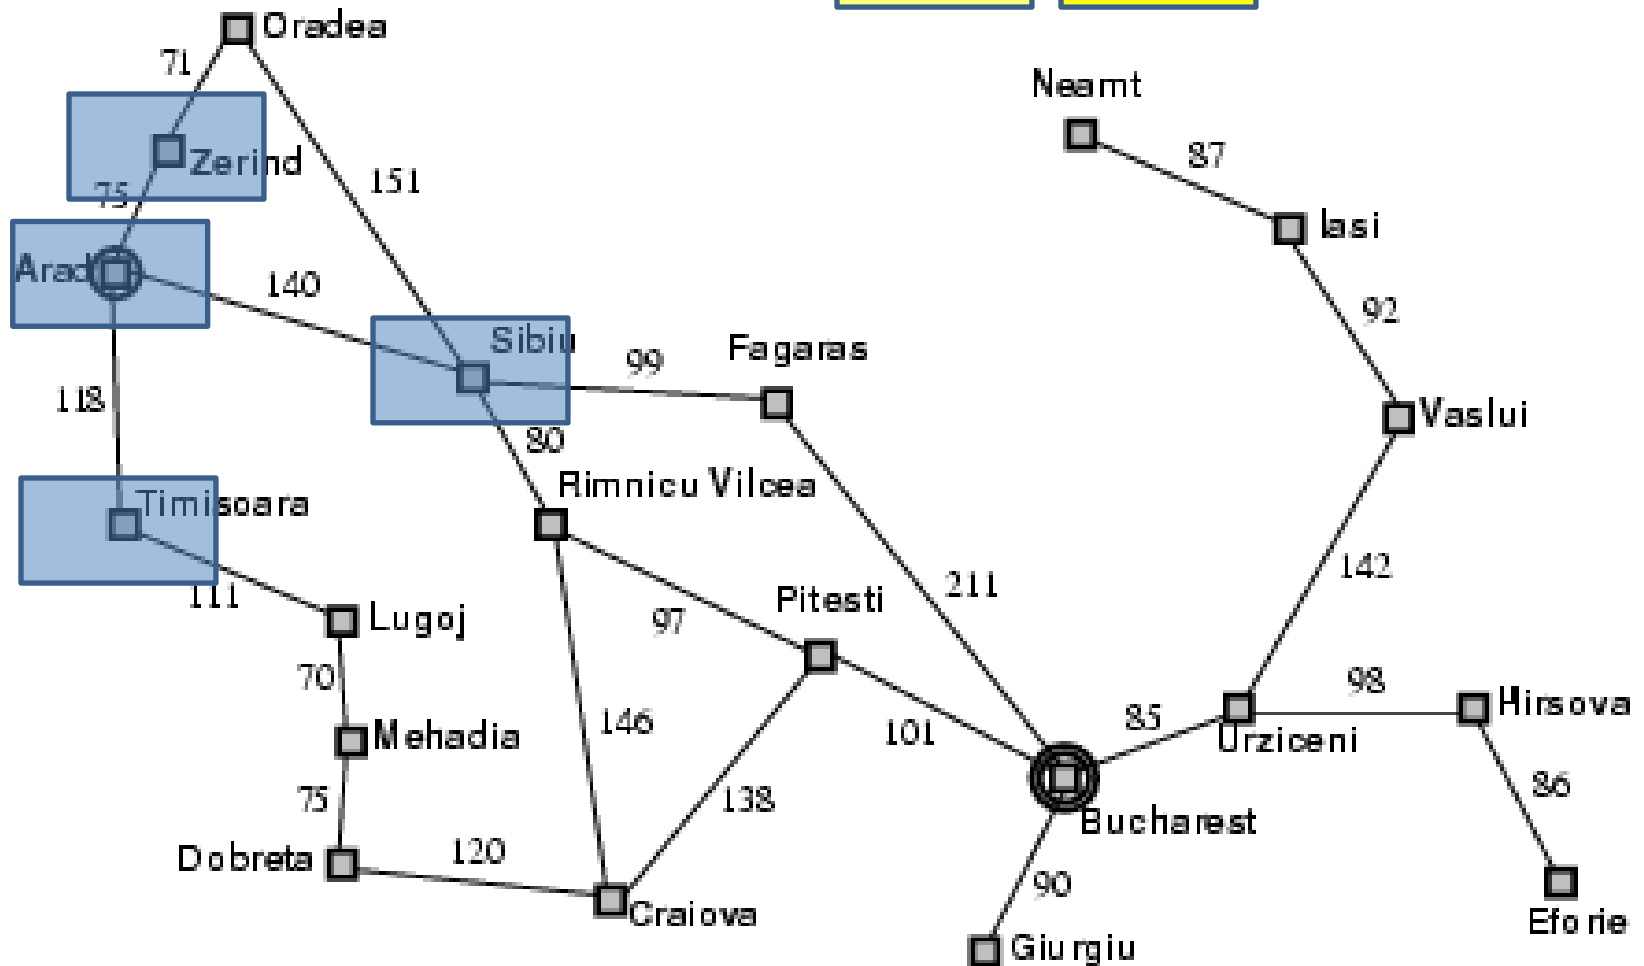 Oradea
71
Neamt
87
Zerind
151
75
Iasi
Arad
140
92
Sibiu
Fagaras
99
118
Vaslui
80
Rimnicu Vilcea
Timisoara
142
211
111
Pitesti
Lugoj
97
70
98
Hirsova
146
85
101
Urziceni
Mehadia
86
75
138
Bucharest
120
Dobreta
90
Craiova
Eforie
Giurgiu